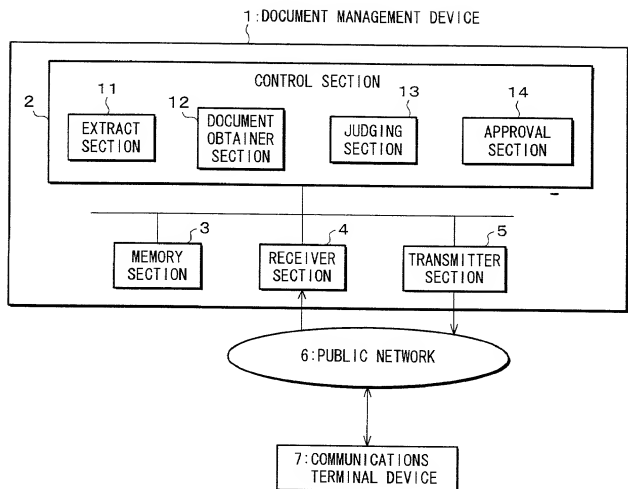 1:DOCUMENT MANAGEMENT DEVICE
CONTROL SECTION
2
11
12
13
14
EXTRACT
SECTION
DOCUMENT
OBTAINER
SECTION
JUDGING
SECTION
APPROVAL
SECTION
3
4
5
MEMORY
SECTION
RECEIVER
SECTION
TRANSMITTER
SECTION
6:PUBLIC NETWORK
7:COMMUNICATIONS
TERMINAL DEVICE